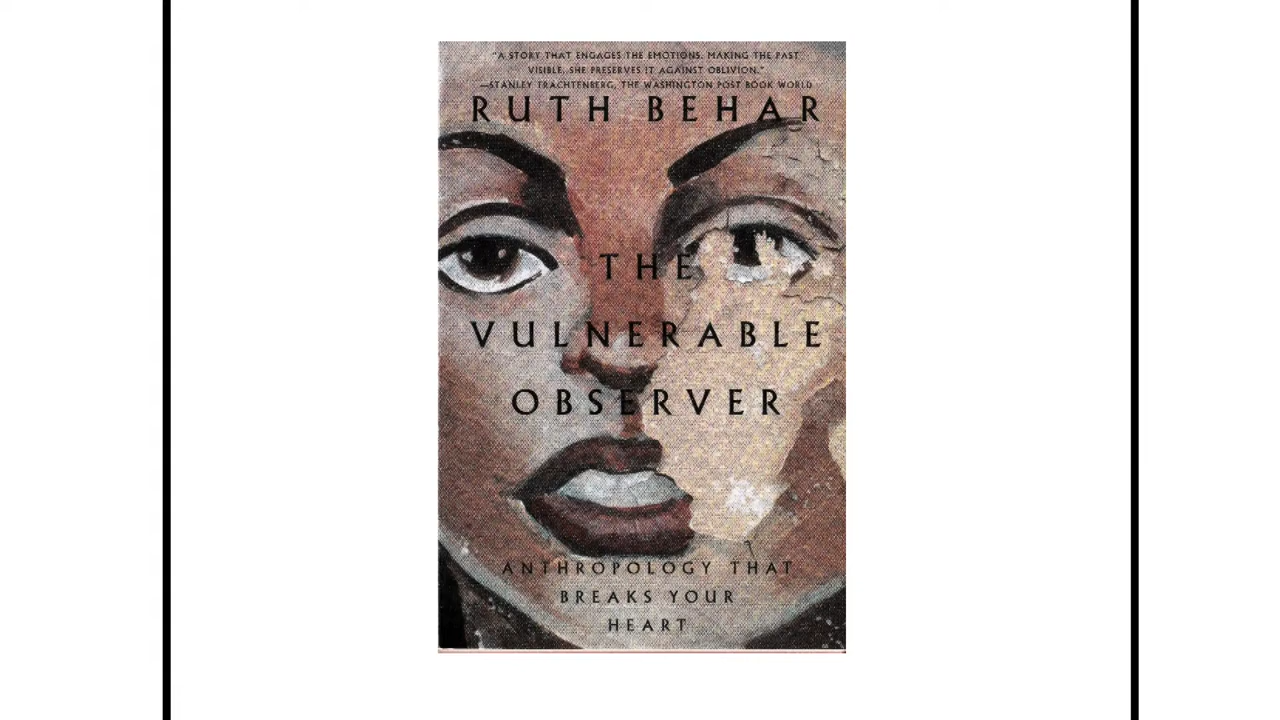 "A STORY THAT ENGAGES THE EMOTIONS. MAKING THE PAST
VISIBLE, SHE PRESERVES IT AGAINST OBLIVION."
—STANLEY TRACHTENBERG, THE WASHINGTON POST BOOK WORLD
RUTH BEHAR
THE
VULNERABLE
OBSERVER
ANTHROPOLOGY THAT
BREAKS YOUR
HEART